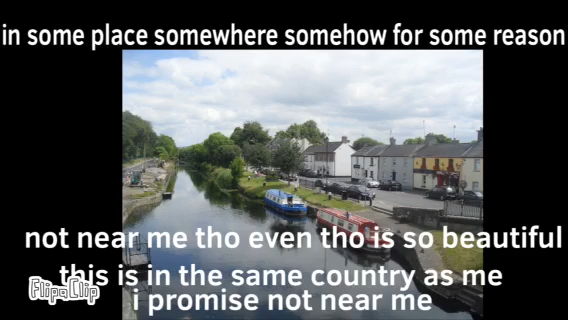 in some place somewhere somehow for some reason
not near me tho even tho is so beautiful
this is in the same country as me
i promise not near me
FlipaClip